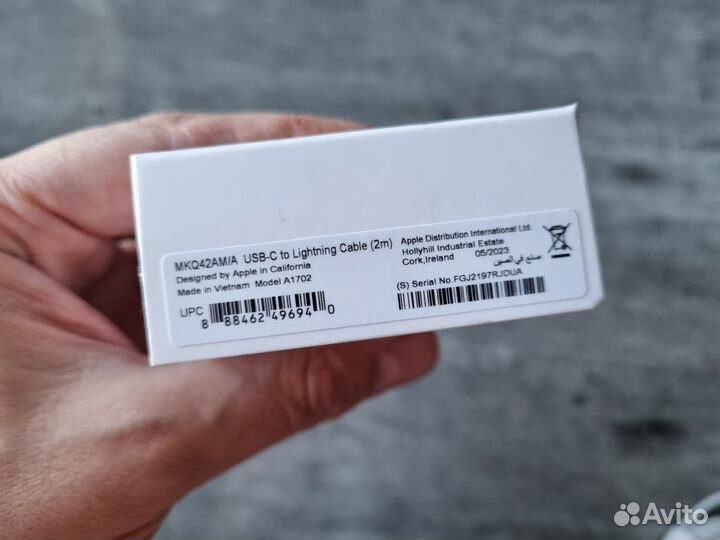 MKQ42AM/A USB-C to Lightning Cable (2m)
Designed by Apple in California
Made in Vietnam Model A1702
UPC
8 88462 49694 0
Apple Distribution International Ltd.
Hollyhill Industrial Estate
Cork,Ireland 05/2023
صنع في الصين
(S) Serial No.FGJ2197RJDUA
Avito